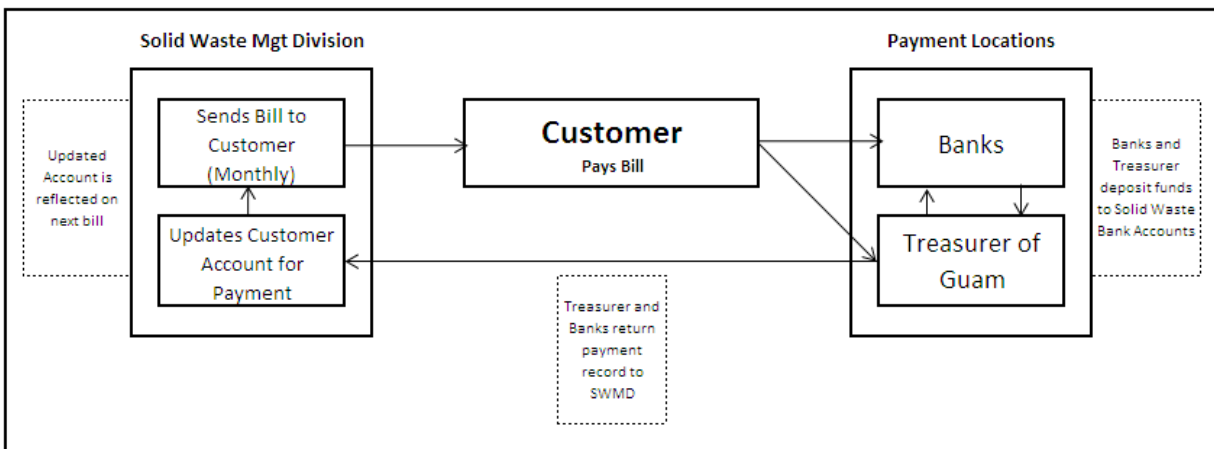 Solid Waste Mgt Division
Payment Locations
Updated
Account is
reflected on
next bill
Sends Bill to
Customer
(Monthly)
Updates Customer
Account for
Payment
Customer
Pays Bill
Banks
Treasurer of
Guam
Banks and
Treasurer
deposit funds
to Solid Waste
Bank Accounts
Treasurer and
Banks return
payment
record to
SWMD